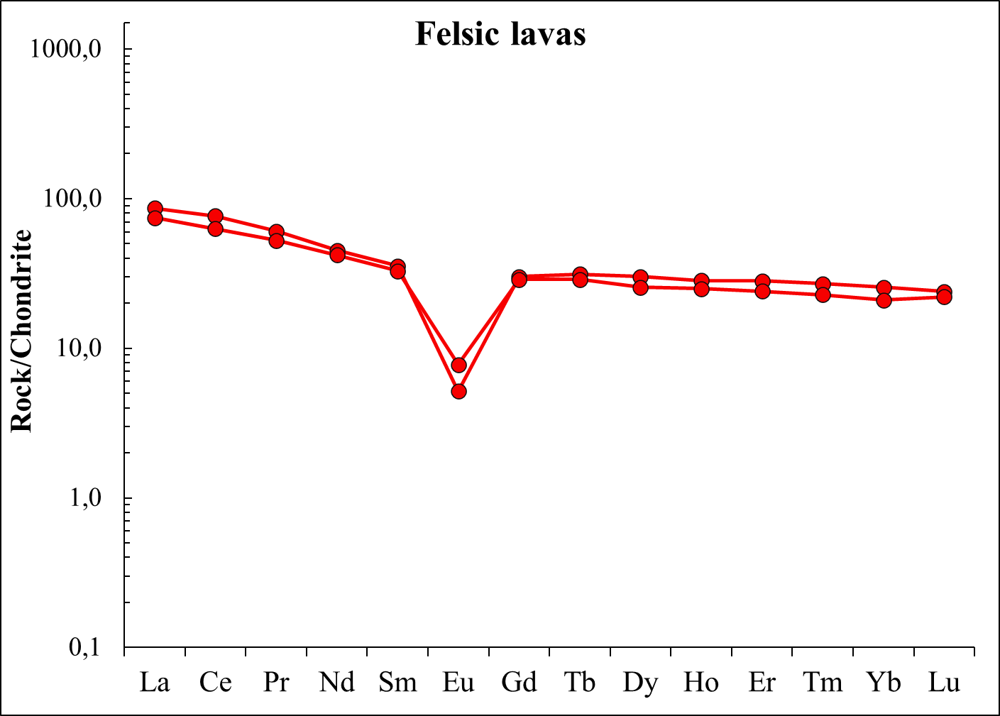 Felsic lavas
1000,0
100,0
10,0
1,0
0,1
Rock/Chondrite
La Ce Pr Nd Sm Eu Gd Tb Dy Ho Er Tm Yb Lu